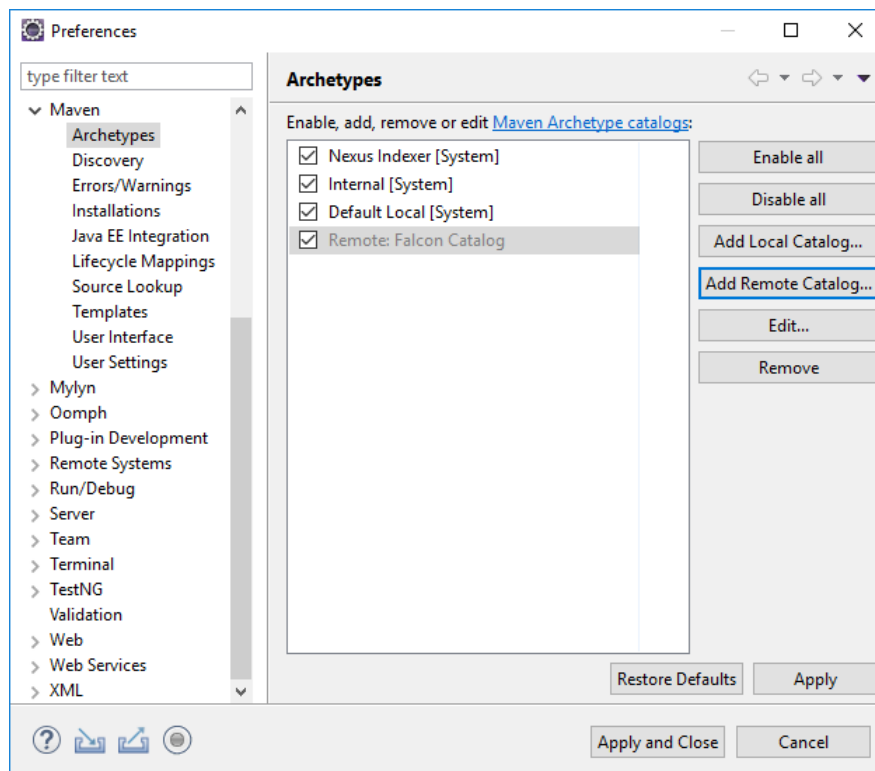 Preferences
type filter text
Maven
Archetypes
Discovery
Errors/Warnings
Installations
Java EE Integration
Lifecycle Mappings
Source Lookup
Templates
User Interface
User Settings
Mylyn
Oomph
Plug-in Development
Remote Systems
Run/Debug
Server
Team
Terminal
TestNG
Validation
Web
Web Services
XML
Archetypes
Enable, add, remove or edit Maven Archetype catalogs:
Nexus Indexer [System]
Internal [System]
Default Local [System]
Remote: Falcon Catalog
Enable all
Disable all
Add Local Catalog...
Add Remote Catalog...
Edit...
Remove
Restore Defaults
Apply
Apply and Close
Cancel